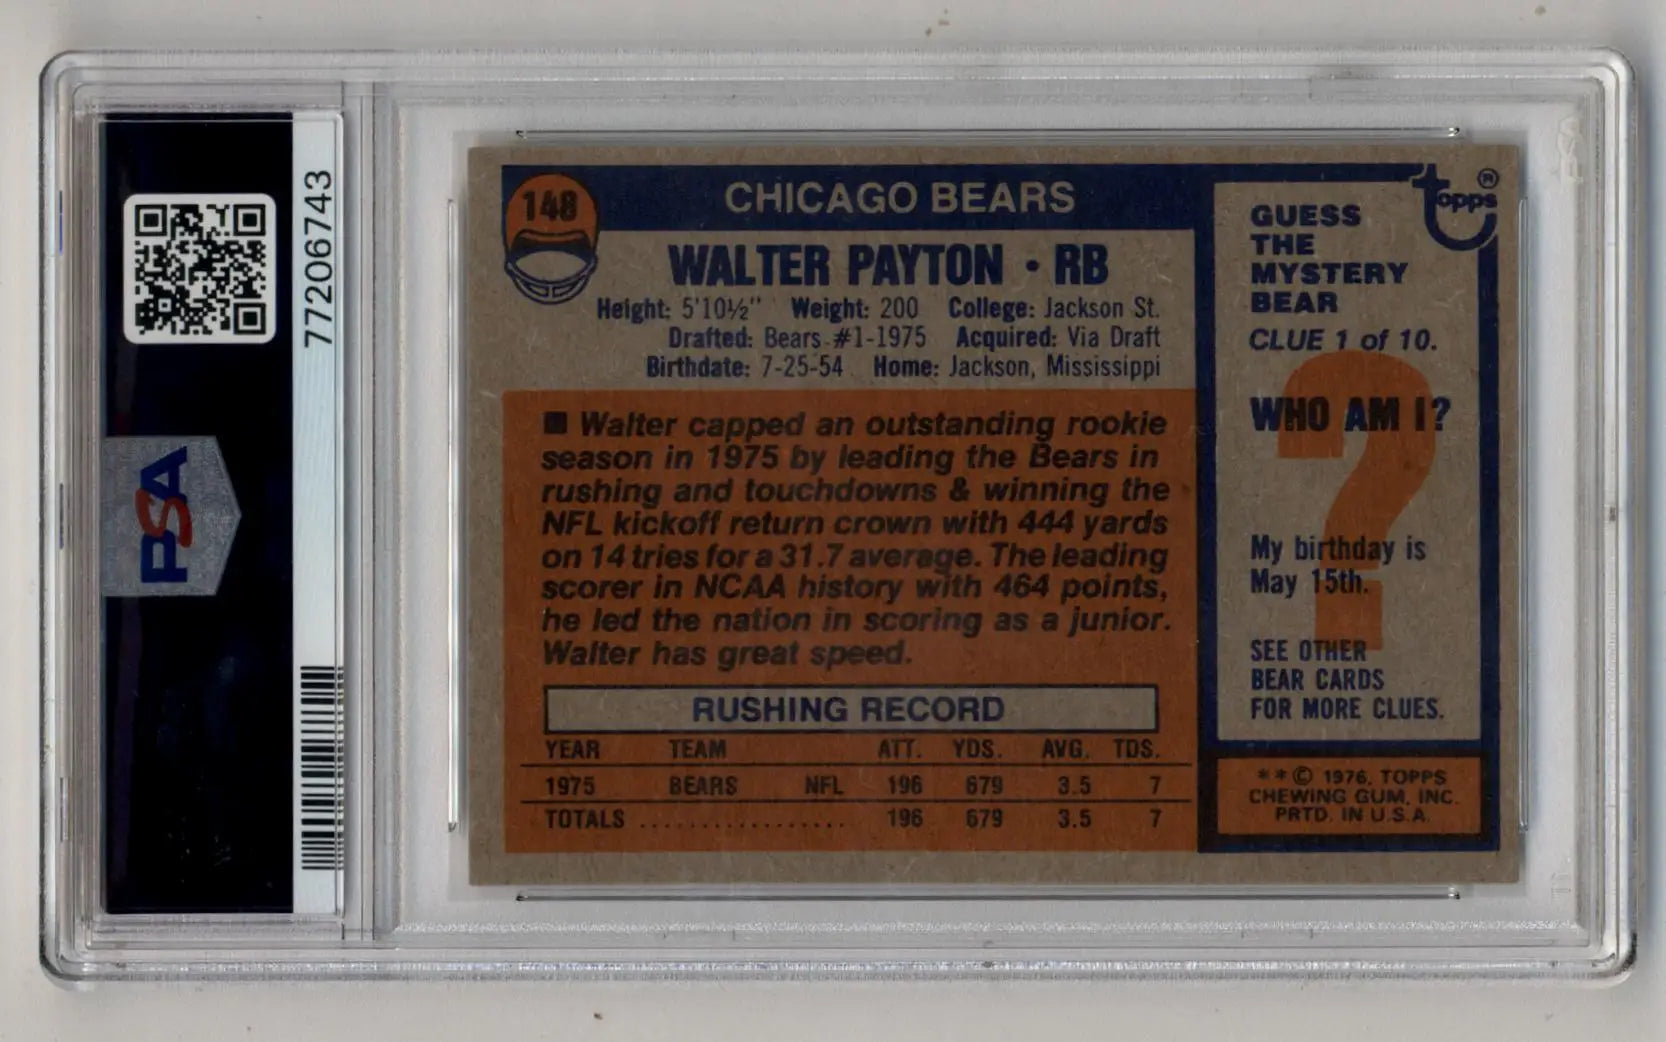 77206743
PSA
148
CHICAGO BEARS
WALTER PAYTON · RB
Height: 5'10½" Weight: 200 College: Jackson St.
Drafted: Bears #1-1975 Acquired: Via Draft
Birthdate: 7-25-54 Home: Jackson, Mississippi
■ Walter capped an outstanding rookie
season in 1975 by leading the Bears in
rushing and touchdowns & winning the
NFL kickoff return crown with 444 yards
on 14 tries for a 31.7 average. The leading
scorer in NCAA history with 464 points,
he led the nation in scoring as a junior.
Walter has great speed.
RUSHING RECORD
YEAR TEAM ATT. YDS. AVG. TDS.
1975 BEARS NFL 196 679 3.5 7
TOTALS ................. 196 679 3.5 7
topps ®
GUESS
THE
MYSTERY
BEAR
CLUE 1 of 10.
WHO AM I?
?
My birthday is
May 15th.
SEE OTHER
BEAR CARDS
FOR MORE CLUES.
** © 1976, TOPPS
CHEWING GUM, INC.
PRTD. IN U.S.A.
PSA